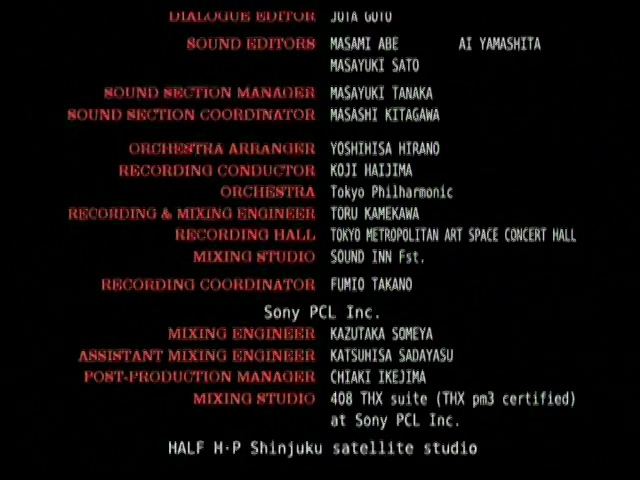 DIALOGUE EDITOR JOTA GOTO
SOUND EDITORS MASAMI ABE AI YAMASHITA
MASAYUKI SATO
SOUND SECTION MANAGER MASAYUKI TANAKA
SOUND SECTION COORDINATOR MASASHI KITAGAWA
ORCHESTRA ARRANGER YOSHIHISA HIRANO
RECORDING CONDUCTOR KOJI HAIJIMA
ORCHESTRA Tokyo Philharmonic
RECORDING & MIXING ENGINEER TORU KAMEKAWA
RECORDING HALL TOKYO METROPOLITAN ART SPACE CONCERT HALL
MIXING STUDIO SOUND INN Fst.
RECORDING COORDINATOR FUMIO TAKANO
Sony PCL Inc.
MIXING ENGINEER KAZUTAKA SOMEYA
ASSISTANT MIXING ENGINEER KATSUHISA SADAYASU
POST-PRODUCTION MANAGER CHIAKI IKEJIMA
MIXING STUDIO 408 THX suite (THX pm3 certified)
at Sony PCL Inc.
HALF H·P Shinjuku satellite studio